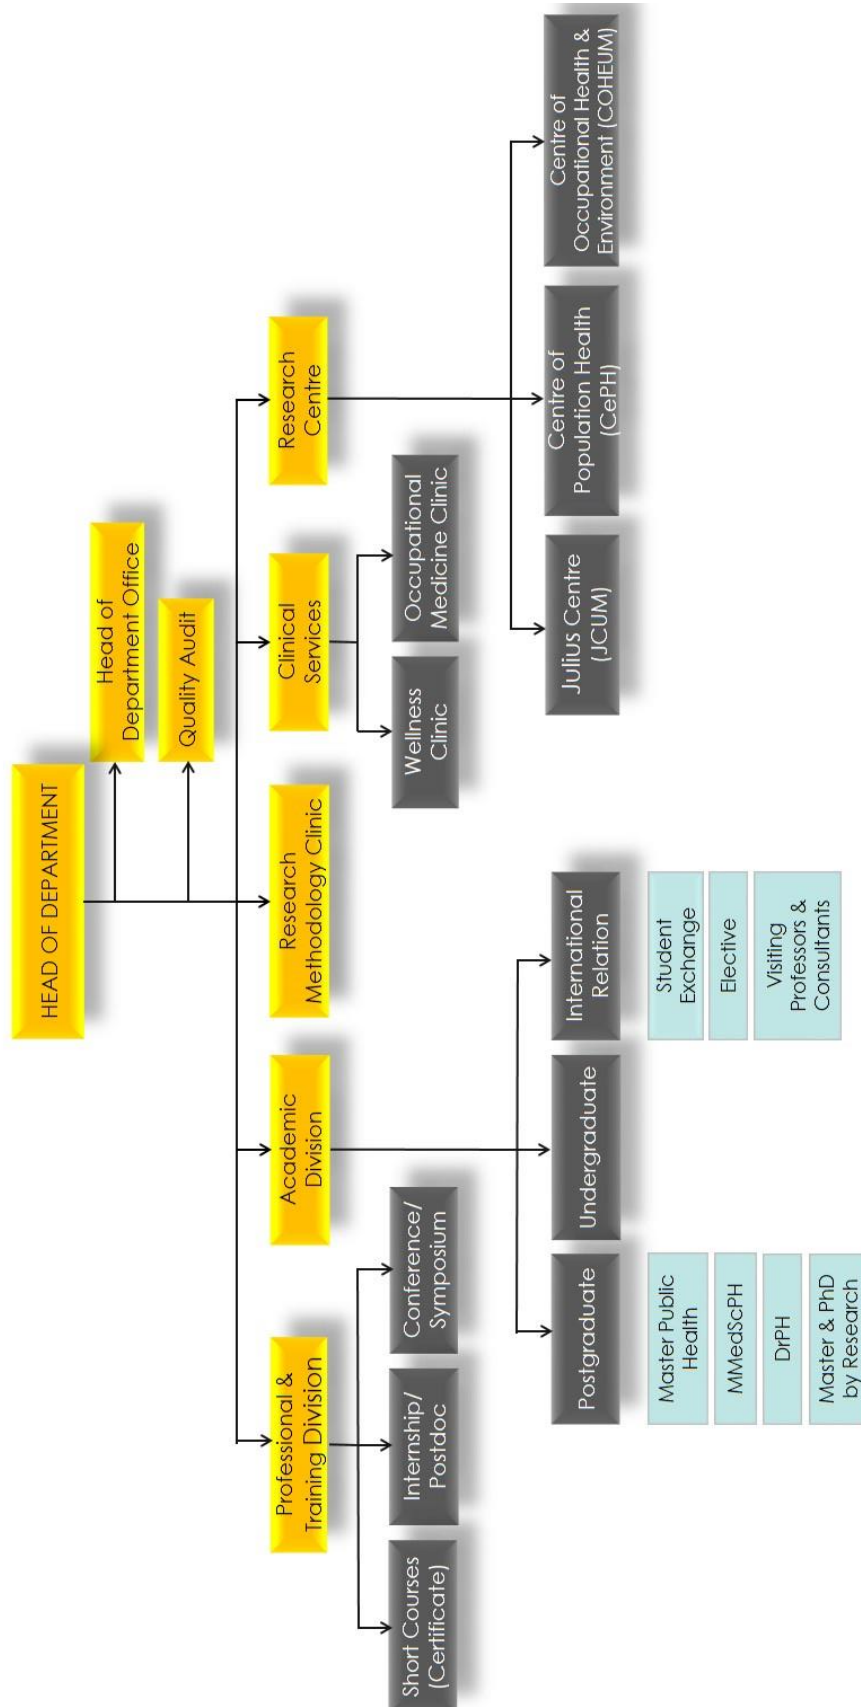 HEAD OF DEPARTMENT
Head of
Department Office
Quality Audit
Professional &
Training Division
Academic
Division
Research
Methodology Clinic
Clinical
Services
Research
Centre
Short Courses
(Certificate)
Internship/
Postdoc
Conference/
Symposium
Wellness
Clinic
Occupational
Medicine Clinic
Postgraduate
Undergraduate
International
Relation
Julius Centre
(JCUM)
Centre of
Population Health
(CePH)
Centre of
Occupational Health &
Environment (COHEUM)
Master Public
Health
MMedScPH
DrPH
Master & PhD
by Research
Student
Exchange
Elective
Visiting
Professors &
Consultants